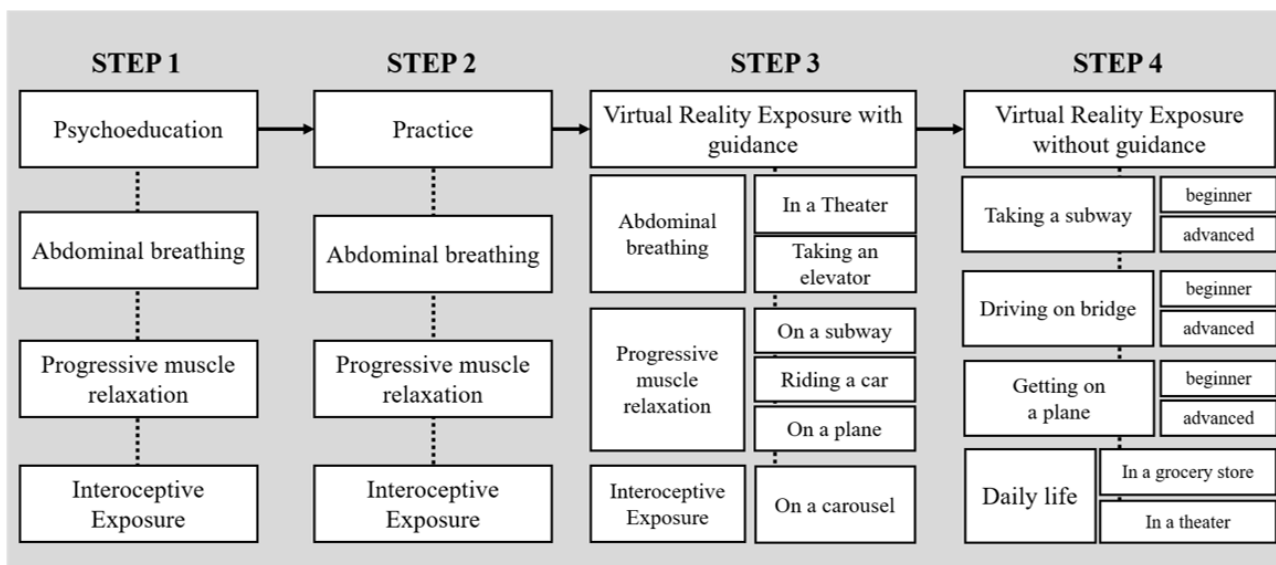 STEP 1
STEP 2
STEP 3
STEP 4
Psychoeducation
Practice
Virtual Reality Exposure with
guidance
Virtual Reality Exposure
without guidance
Abdominal breathing
Progressive muscle
relaxation
Interoceptive
Exposure
Abdominal breathing
Progressive muscle
relaxation
Interoceptive
Exposure
Abdominal
breathing
In a Theater
Taking an
elevator
Progressive
muscle
relaxation
On a subway
Riding a car
On a plane
Interoceptive
Exposure
On a carousel
Taking a subway
beginner
advanced
Driving on bridge
beginner
advanced
Getting on
a plane
beginner
advanced
Daily life
In a grocery store
In a theater